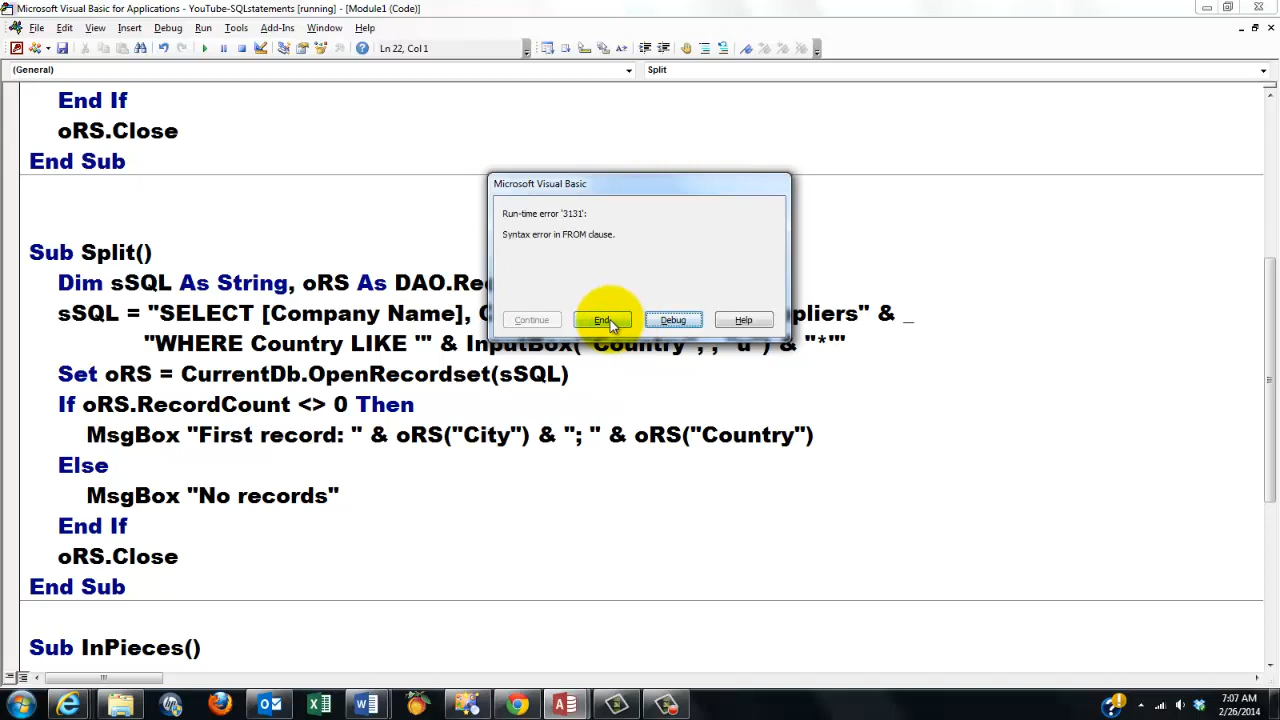 Microsoft Visual Basic for Applications - YouTube-SQLstatements [running] - [Module1 (Code)]
File Edit View Insert Debug Run Tools Add-Ins Window Help
Ln 22, Col 1
(General) Split
End If
oRS.Close
End Sub
Microsoft Visual Basic
Run-time error '3131':
Syntax error in FROM clause.
Continue End Debug Help
Sub Split()
Dim sSQL As String, oRS As DAO.Re
sSQL = "SELECT [Company Name], pliers" & _
"WHERE Country LIKE '" & InputBox("Country", , "u") & "*'"
Set oRS = CurrentDb.OpenRecordset(sSQL)
If oRS.RecordCount <> 0 Then
MsgBox "First record: " & oRS("City") & "; " & oRS("Country")
Else
MsgBox "No records"
End If
oRS.Close
End Sub
Sub InPieces()
7:07 AM
2/26/2014